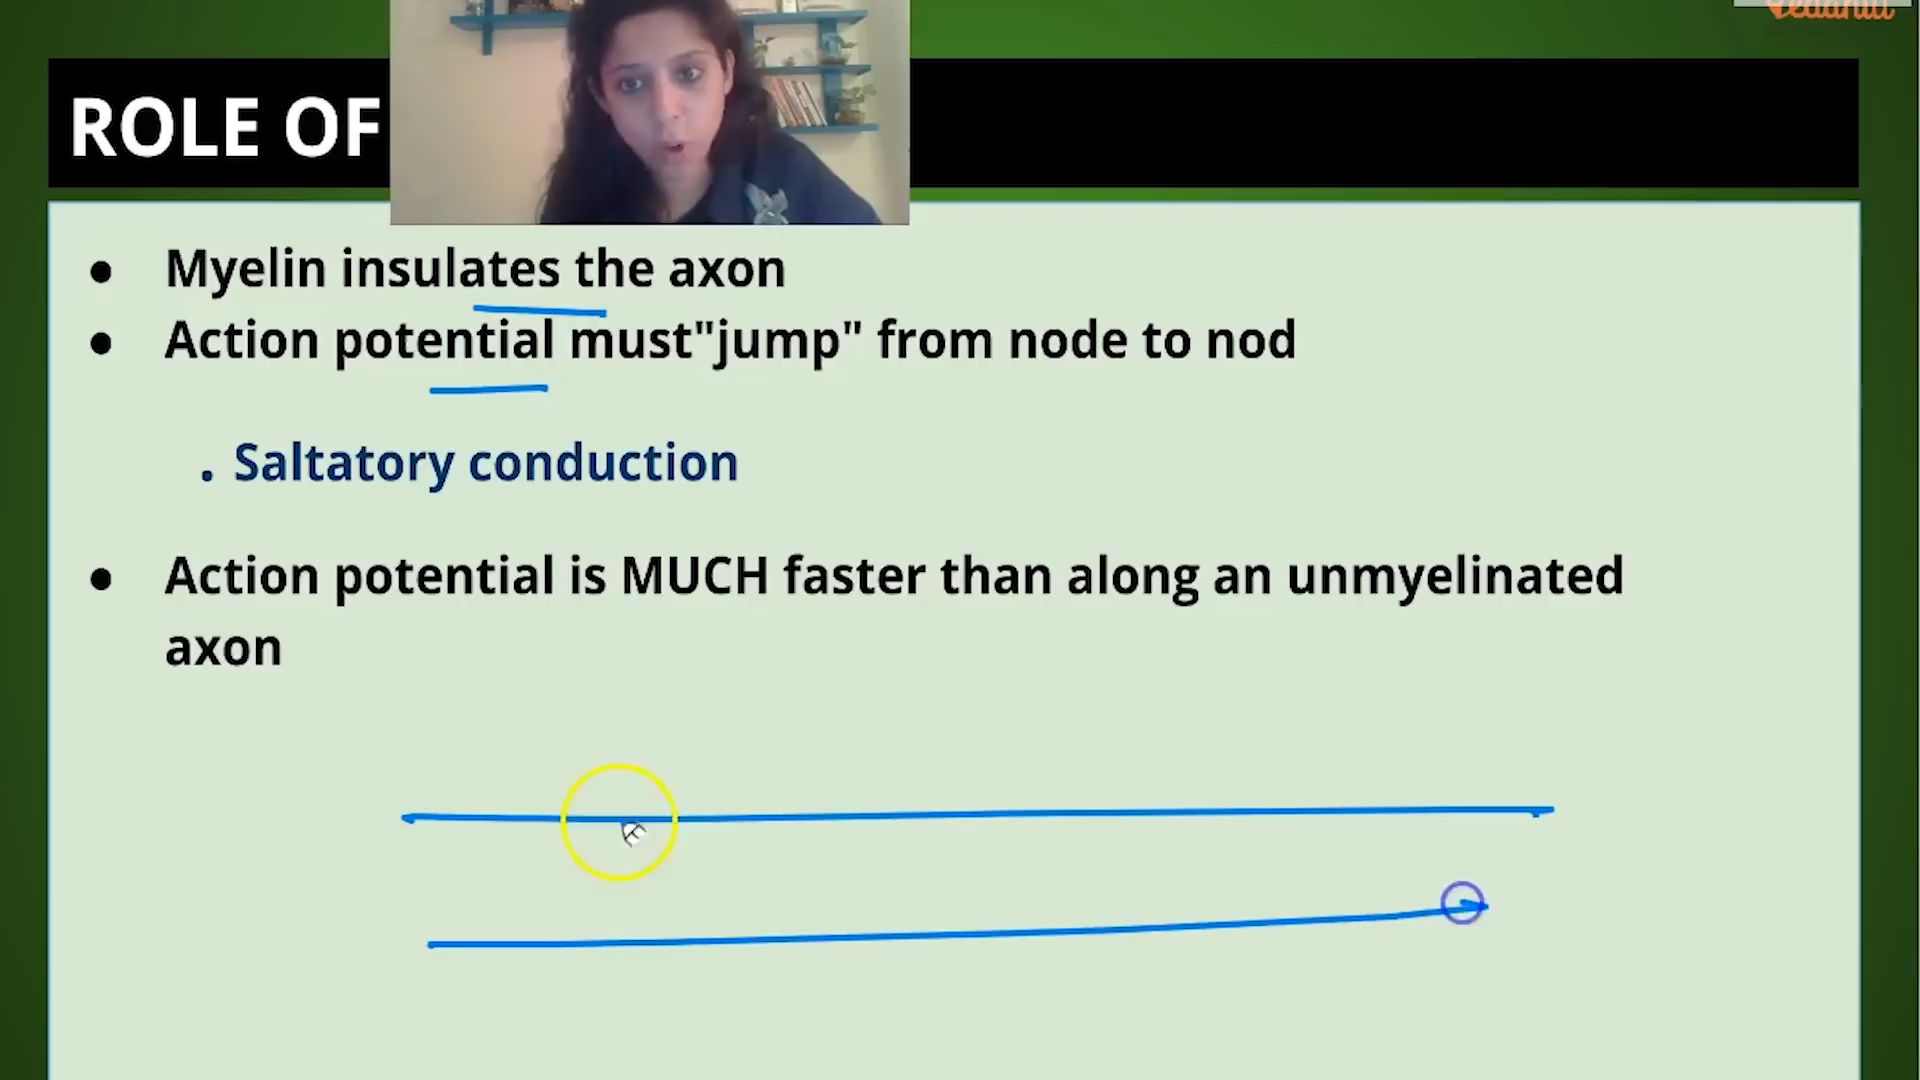 ROLE OF
● Myelin insulates the axon
● Action potential must"jump" from node to nod
. Saltatory conduction
● Action potential is MUCH faster than along an unmyelinated
axon